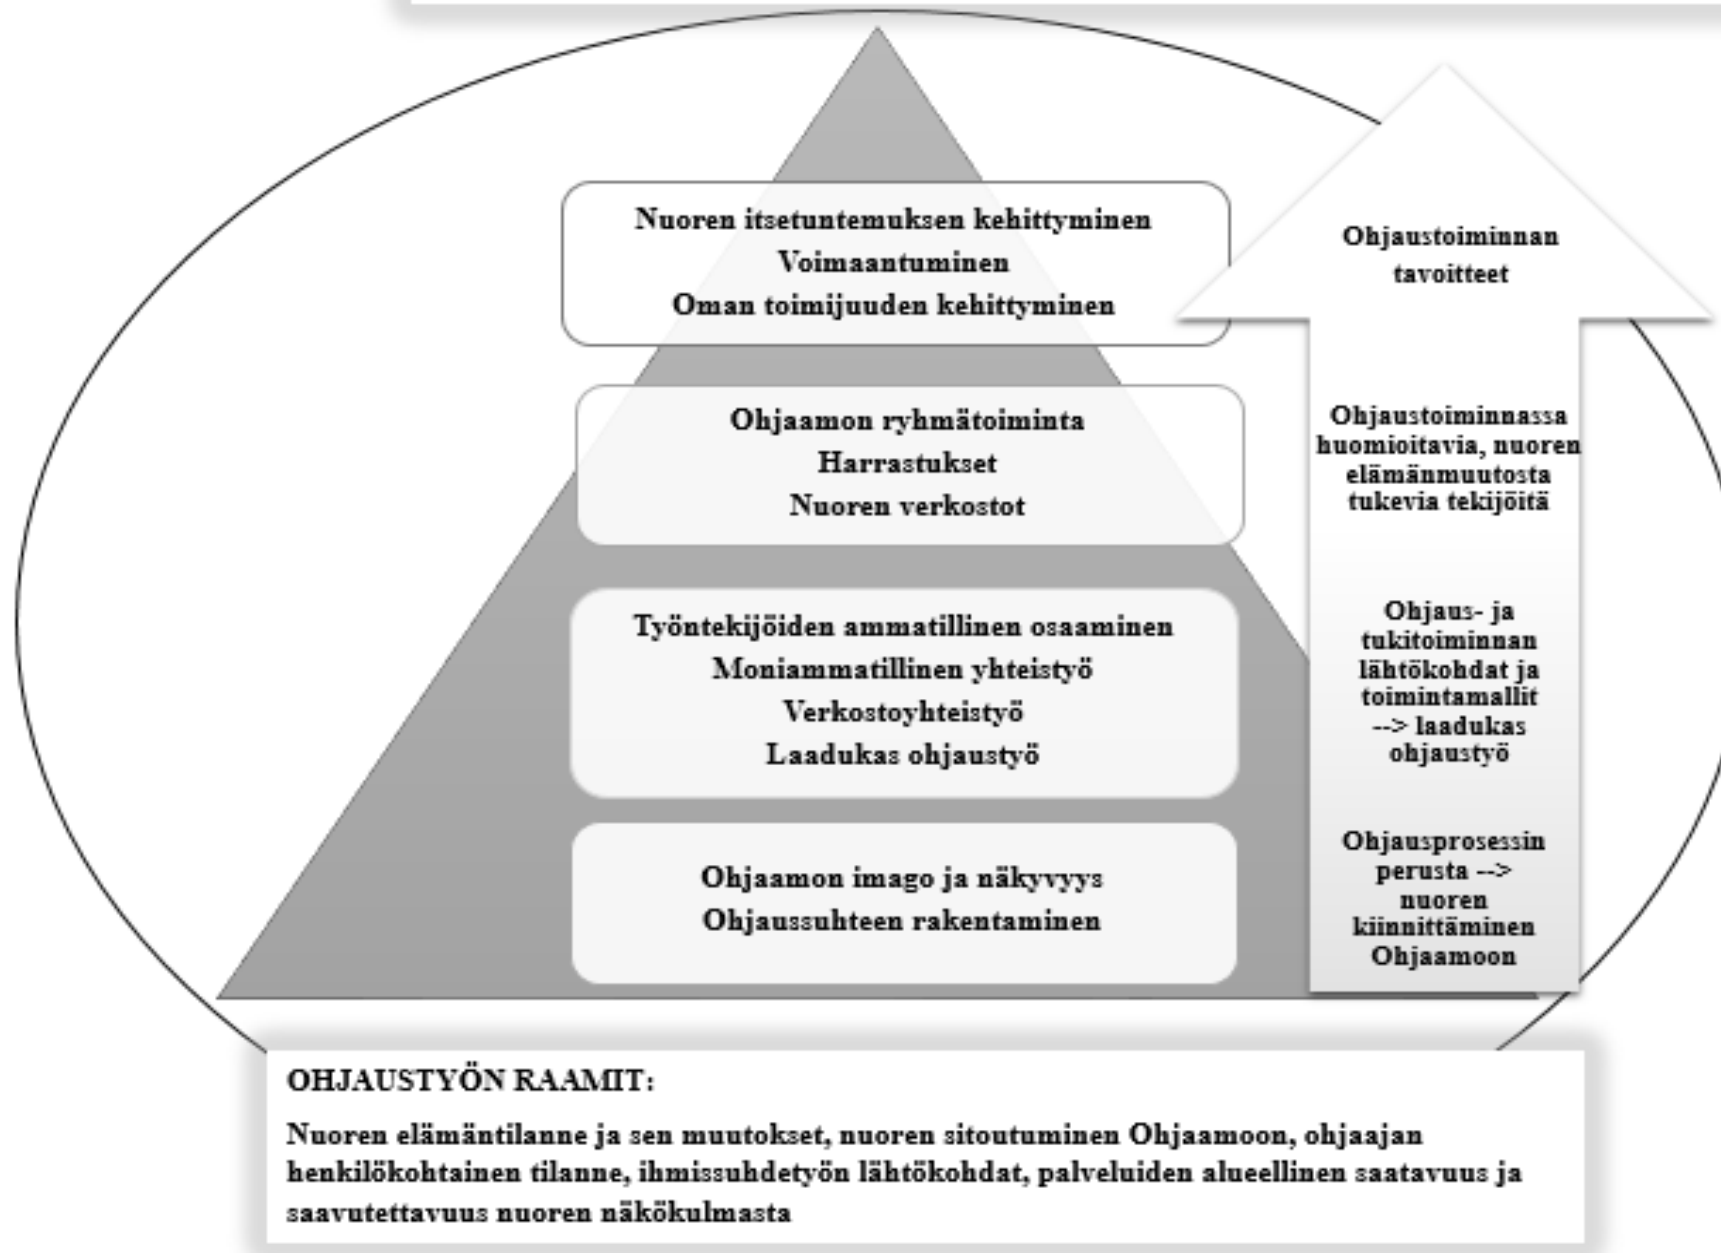 Nuoren itsetuntemuksen kehittyminen
Voimaantuminen
Oman toimijuuden kehittyminen
Ohjaustoiminnan
tavoitteet
Ohjaamon ryhmätoiminta
Harrastukset
Nuoren verkostot
Ohjaustoiminnassa
huomioitavia, nuoren
elämänmuutosta
tukevia tekijöitä
Työntekijöiden ammatillinen osaaminen
Moniammatillinen yhteistyö
Verkostoyhteistyö
Laadukas ohjaustyö
Ohjaus- ja
tukitoiminnan
lähtökohdat ja
toimintamallit
--> laadukas
ohjaustyö
Ohjaamon imago ja näkyvyys
Ohjaussuhteen rakentaminen
Ohjausprosessin
perusta -->
nuoren
kiinnittäminen
Ohjaamoon
OHJAUSTYÖN RAAMIT:
Nuoren elämäntilanne ja sen muutokset, nuoren sitoutuminen Ohjaamoon, ohjaajan
henkilökohtainen tilanne, ihmissuhdetyön lähtökohdat, palveluiden alueellinen saatavuus ja
saavutettavuus nuoren näkökulmasta